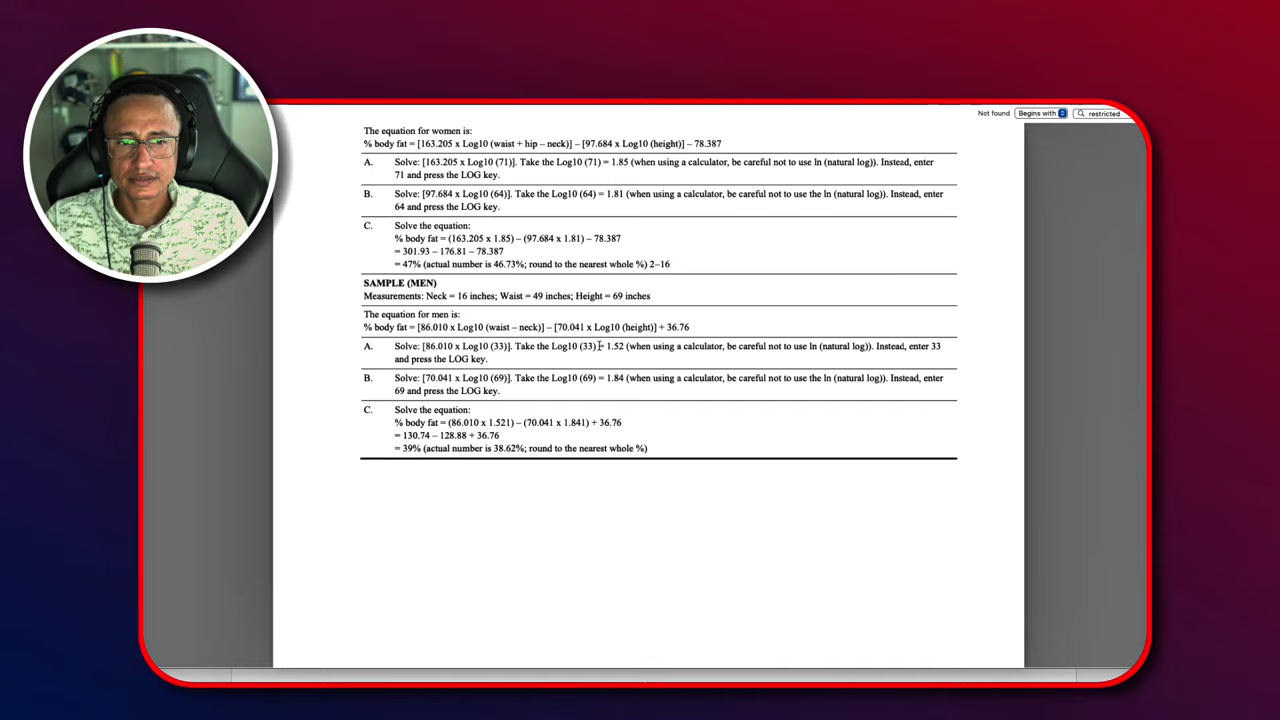 Not found Begins with restricted
The equation for women is:
% body fat = [163.205 x Log10 (waist + hip – neck)] – [97.684 x Log10 (height)] – 78.387
A. Solve: [163.205 x Log10 (71)]. Take the Log10 (71) = 1.85 (when using a calculator, be careful not to use ln (natural log)). Instead, enter
71 and press the LOG key.
B. Solve: [97.684 x Log10 (64)]. Take the Log10 (64) = 1.81 (when using a calculator, be careful not to use the ln (natural log)). Instead, enter
64 and press the LOG key.
C. Solve the equation:
% body fat = (163.205 x 1.85) – (97.684 x 1.81) – 78.387
= 301.93 – 176.81 – 78.387
= 47% (actual number is 46.73%; round to the nearest whole %) 2–16
SAMPLE (MEN)
Measurements: Neck = 16 inches; Waist = 49 inches; Height = 69 inches
The equation for men is:
% body fat = [86.010 x Log10 (waist – neck)] – [70.041 x Log10 (height)] + 36.76
A. Solve: [86.010 x Log10 (33)]. Take the Log10 (33) = 1.52 (when using a calculator, be careful not to use ln (natural log)). Instead, enter 33
and press the LOG key.
B. Solve: [70.041 x Log10 (69)]. Take the Log10 (69) = 1.84 (when using a calculator, be careful not to use the ln (natural log)). Instead, enter
69 and press the LOG key.
C. Solve the equation:
% body fat = (86.010 x 1.521) – (70.041 x 1.841) + 36.76
= 130.74 – 128.88 + 36.76
= 39% (actual number is 38.62%; round to the nearest whole %)